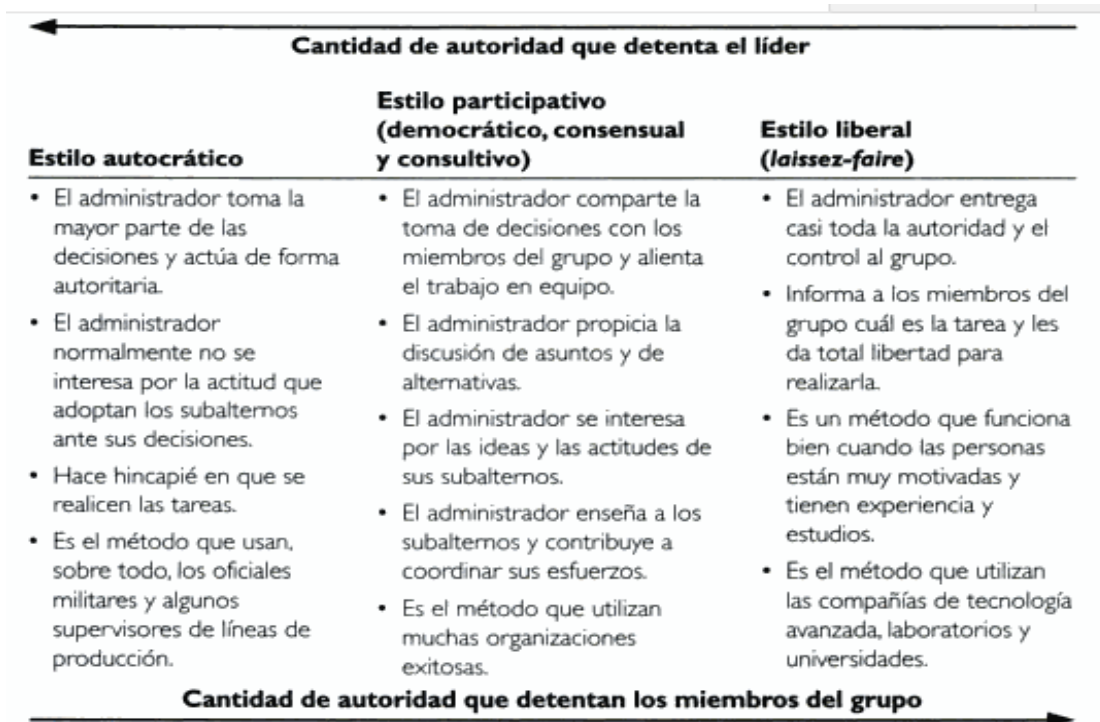 Cantidad de autoridad que detenta el líder
Estilo autocrático
• El administrador toma la
mayor parte de las
decisiones y actúa de forma
autoritaria.
• El administrador
normalmente no se
interesa por la actitud que
adoptan los subalternos
ante sus decisiones.
• Hace hincapié en que se
realicen las tareas.
• Es el método que usan,
sobre todo, los oficiales
militares y algunos
supervisores de líneas de
producción.
Estilo participativo
(democrático, consensual
y consultivo)
• El administrador comparte la
toma de decisiones con los
miembros del grupo y alienta
el trabajo en equipo.
• El administrador propicia la
discusión de asuntos y de
alternativas.
• El administrador se interesa
por las ideas y las actitudes de
sus subalternos.
• El administrador enseña a los
subalternos y contribuye a
coordinar sus esfuerzos.
• Es el método que utilizan
muchas organizaciones
exitosas.
Estilo liberal
(laissez-faire)
• El administrador entrega
casi toda la autoridad y el
control al grupo.
• Informa a los miembros del
grupo cuál es la tarea y les
da total libertad para
realizarla.
• Es un método que funciona
bien cuando las personas
están muy motivadas y
tienen experiencia y
estudios.
• Es el método que utilizan
las compañías de tecnología
avanzada, laboratorios y
universidades.
Cantidad de autoridad que detentan los miembros del grupo